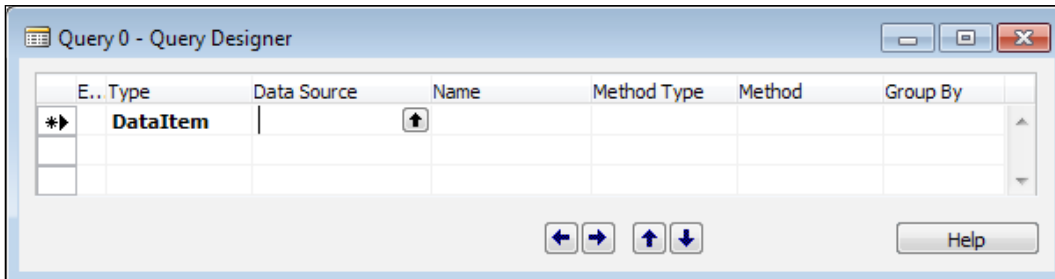 Query 0 - Query Designer
E.. Type Data Source Name Method Type Method Group By
DataItem
Help